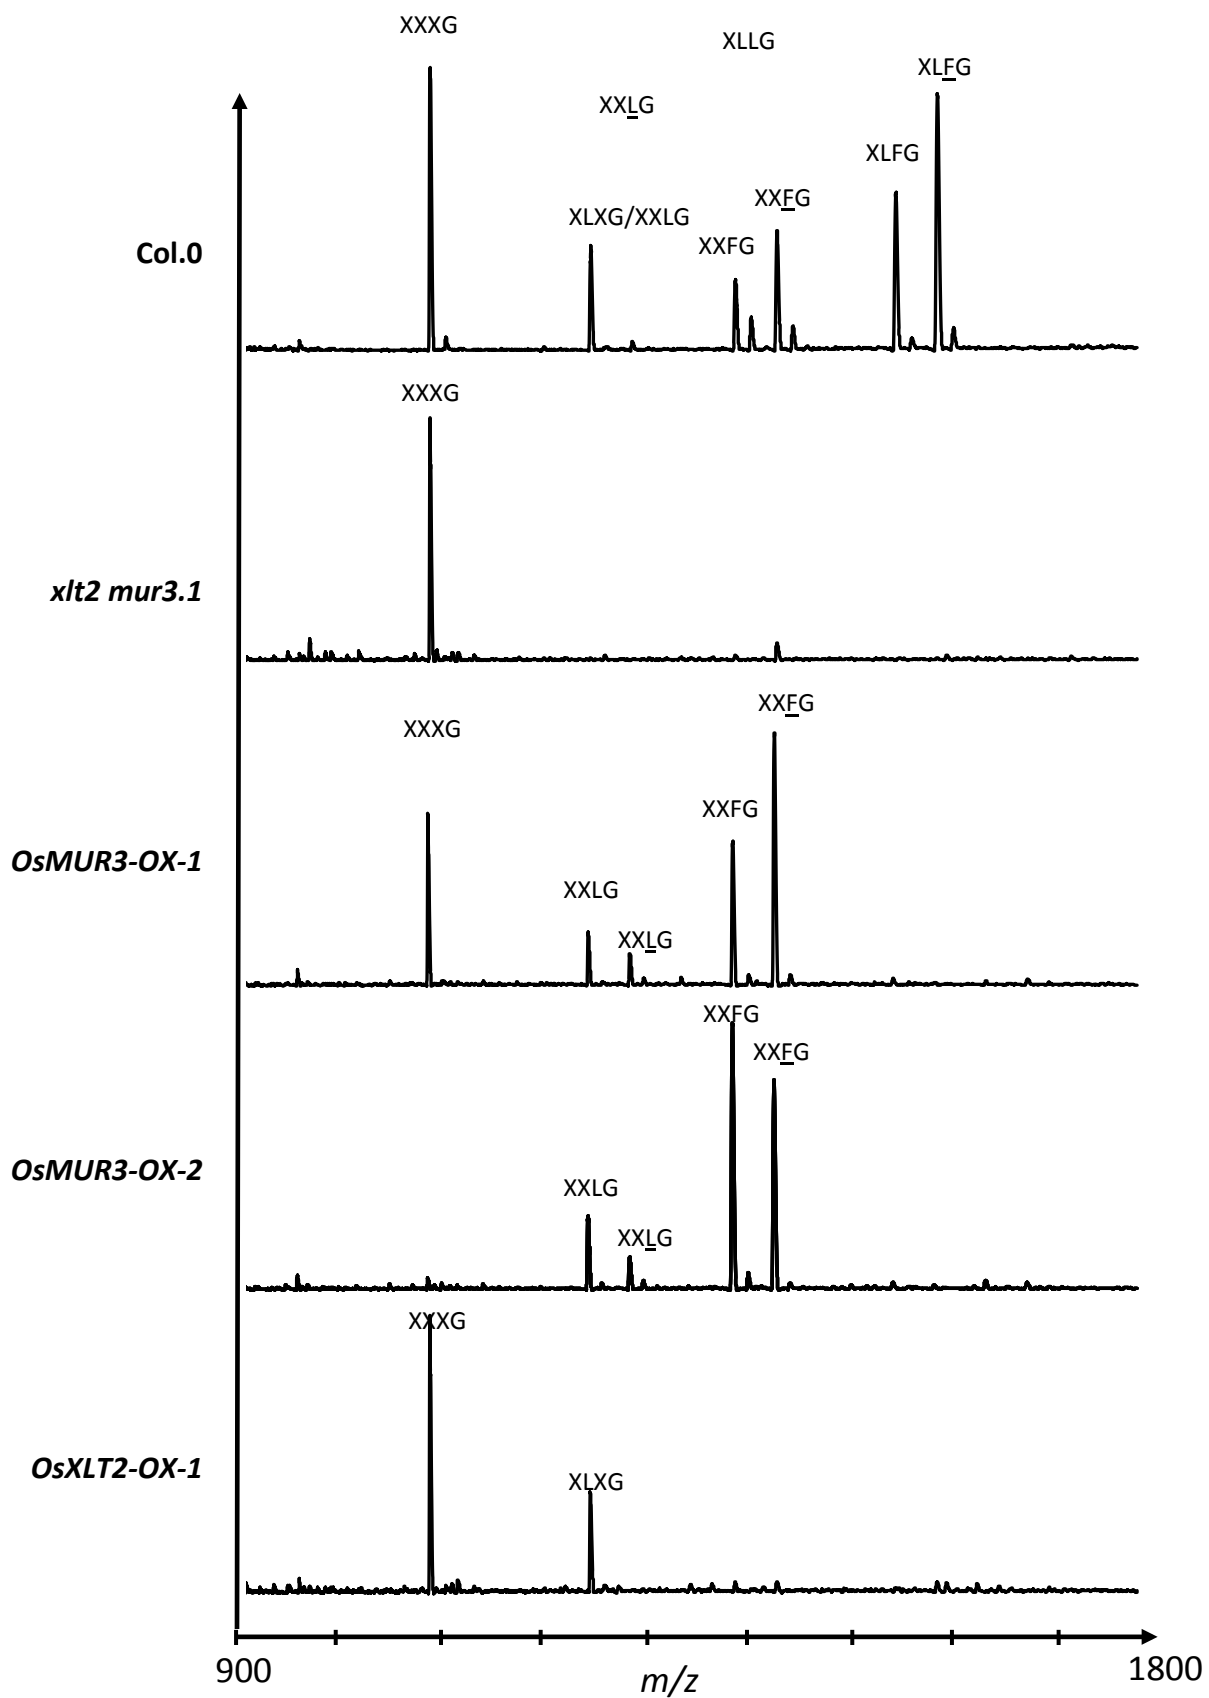 XXXG
XLLG
XLFG
XXLG
XLFG
XXFG
XLXG/XXLG
XXFG
Col.0
XXXG
xlt2 mur3.1
XXFG
XXXG
XXFG
OsMUR3-OX-1
XXLG
XXLG
XXFG
XXFG
OsMUR3-OX-2
XXLG
XXLG
XXXG
OsXLT2-OX-1
XLXG
900
m/z
1800